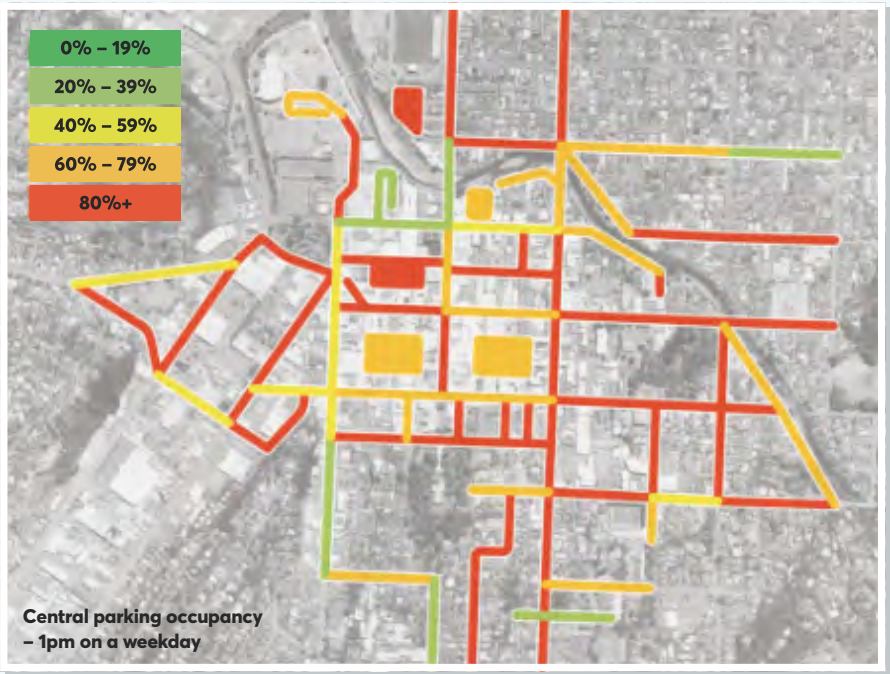 0% – 19%
20% – 39%
40% – 59%
60% – 79%
80%+
Central parking occupancy
– 1pm on a weekday